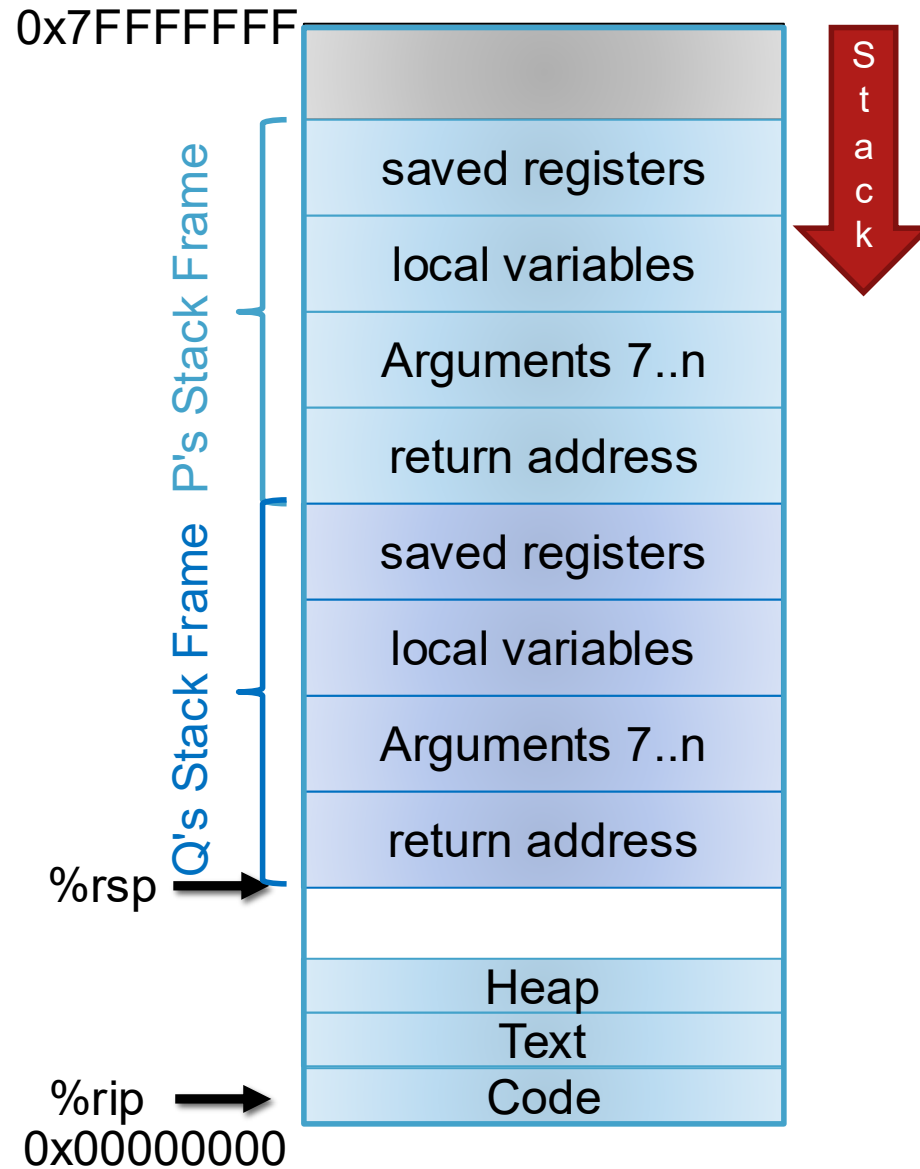 0x7FFFFFFF
Stack
saved registers
local variables
Arguments 7..n
return address
P's Stack Frame
saved registers
local variables
Arguments 7..n
return address
Q's Stack Frame
%rsp
Heap
Text
Code
%rip
0x00000000